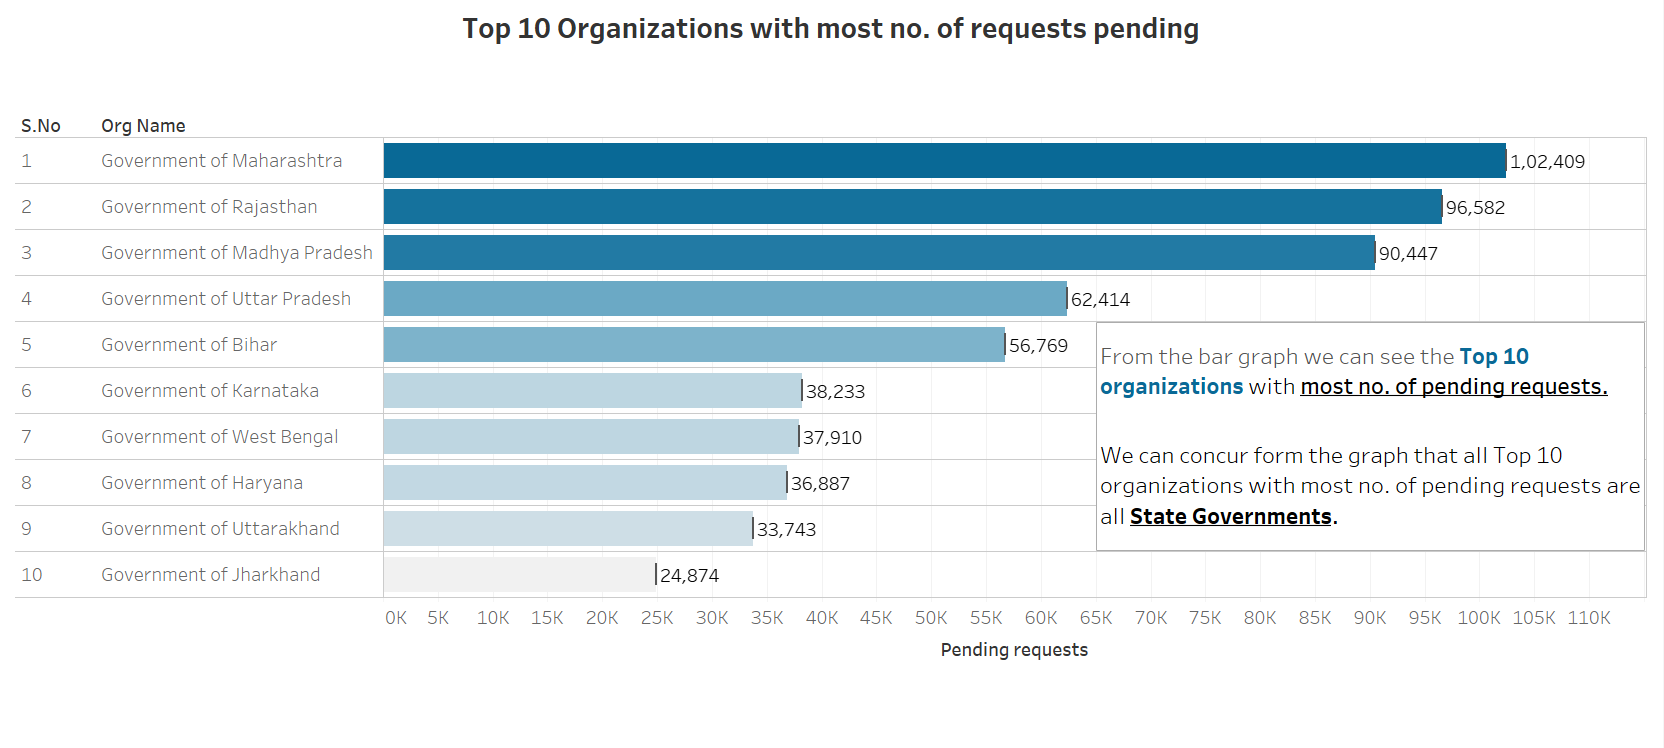 Top 10 Organizations with most no. of requests pending
S.No Org Name
1 Government of Maharashtra 1,02,409
2 Government of Rajasthan 96,582
3 Government of Madhya Pradesh 90,447
4 Government of Uttar Pradesh 62,414
5 Government of Bihar 56,769
6 Government of Karnataka 38,233
7 Government of West Bengal 37,910
8 Government of Haryana 36,887
9 Government of Uttarakhand 33,743
10 Government of Jharkhand 24,874
From the bar graph we can see the Top 10
organizations with most no. of pending requests.
We can concur form the graph that all Top 10
organizations with most no. of pending requests are
all State Governments.
0K 5K 10K 15K 20K 25K 30K 35K 40K 45K 50K 55K 60K 65K 70K 75K 80K 85K 90K 95K 100K 105K 110K
Pending requests